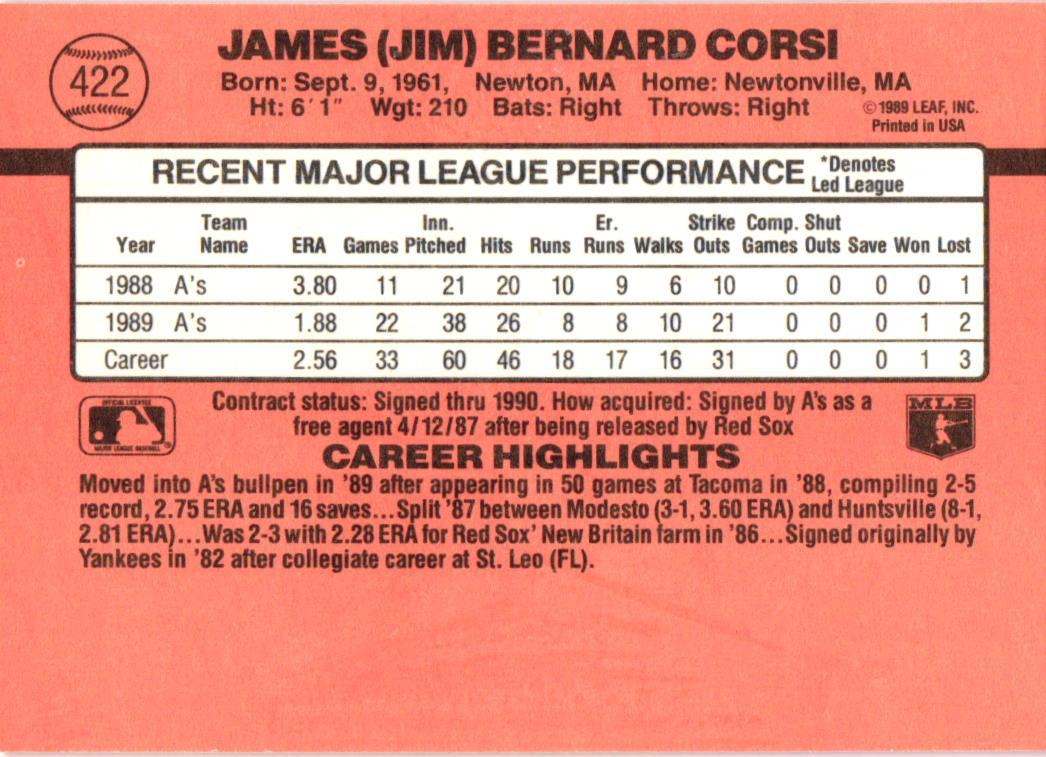 422
JAMES (JIM) BERNARD CORSI
Born: Sept. 9, 1961, Newton, MA Home: Newtonville, MA
Ht: 6' 1" Wgt: 210 Bats: Right Throws: Right
©1989 LEAF, INC.
Printed in USA
RECENT MAJOR LEAGUE PERFORMANCE *Denotes Led League
Year Team Name ERA Games Inn. Pitched Hits Runs Er. Runs Walks Strike Outs Comp. Games Shut Outs Save Won Lost
1988 A's 3.80 11 21 20 10 9 6 10 0 0 0 0 1
1989 A's 1.88 22 38 26 8 8 10 21 0 0 0 1 2
Career 2.56 33 60 46 18 17 16 31 0 0 0 1 3
OFFICIAL LICENSEE
MAJOR LEAGUE BASEBALL
Contract status: Signed thru 1990. How acquired: Signed by A's as a
free agent 4/12/87 after being released by Red Sox
MLB
CAREER HIGHLIGHTS
Moved into A's bullpen in '89 after appearing in 50 games at Tacoma in '88, compiling 2-5
record, 2.75 ERA and 16 saves...Split '87 between Modesto (3-1, 3.60 ERA) and Huntsville (8-1,
2.81 ERA)...Was 2-3 with 2.28 ERA for Red Sox' New Britain farm in '86...Signed originally by
Yankees in '82 after collegiate career at St. Leo (FL).